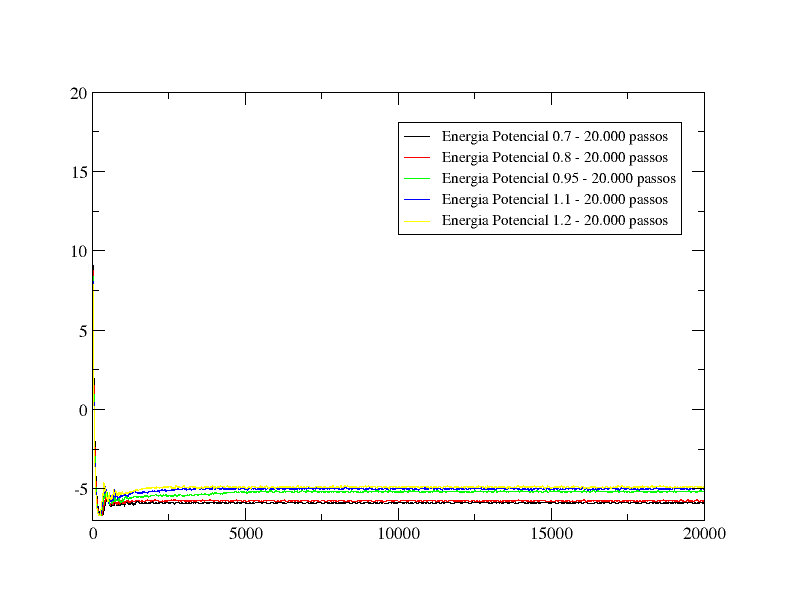 20
15
10
5
0
-5
0 5000 10000 15000 20000
Energia Potencial 0.7 - 20.000 passos
Energia Potencial 0.8 - 20.000 passos
Energia Potencial 0.95 - 20.000 passos
Energia Potencial 1.1 - 20.000 passos
Energia Potencial 1.2 - 20.000 passos